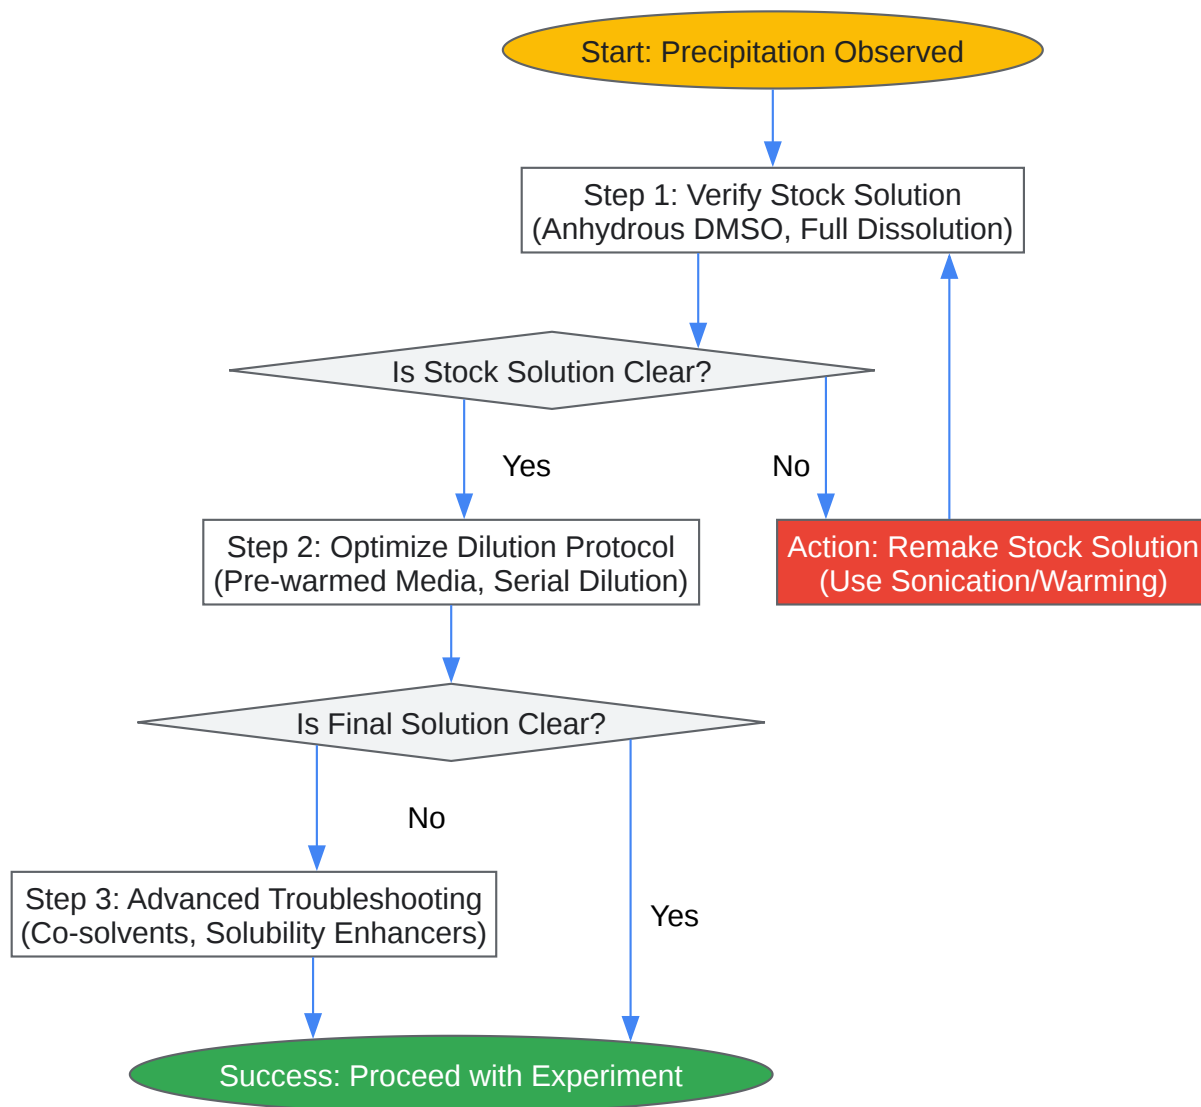 Start: Precipitation Observed
Step 1: Verify Stock Solution
(Anhydrous DMSO, Full Dissolution)
Is Stock Solution Clear?
Yes
No
Step 2: Optimize Dilution Protocol
(Pre-warmed Media, Serial Dilution)
Action: Remake Stock Solution
(Use Sonication/Warming)
Is Final Solution Clear?
No
Step 3: Advanced Troubleshooting
(Co-solvents, Solubility Enhancers)
Yes
Success: Proceed with Experiment